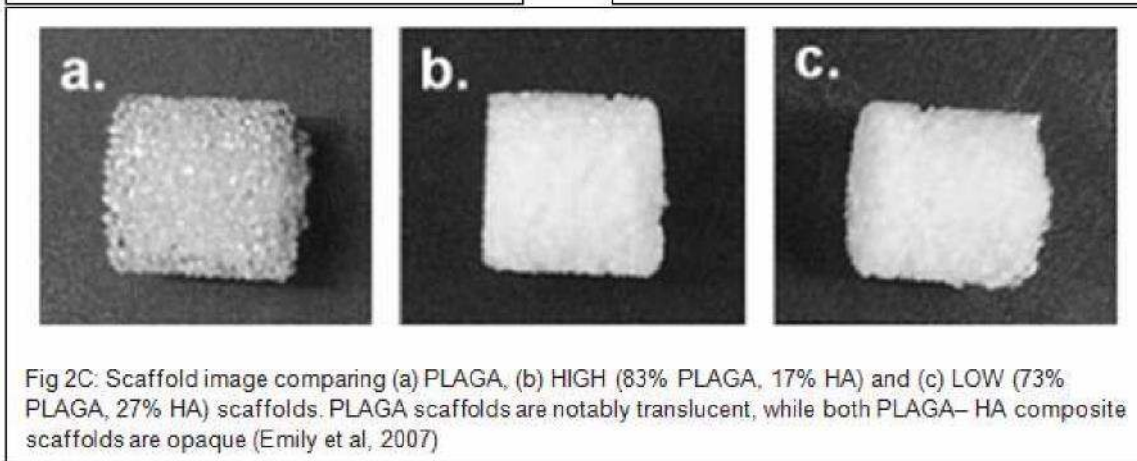 a.
b.
c.
Fig 2C: Scaffold image comparing (a) PLAGA, (b) HIGH (83% PLAGA, 17% HA) and (c) LOW (73%
PLAGA, 27% HA) scaffolds. PLAGA scaffolds are notably translucent, while both PLAGA– HA composite
scaffolds are opaque (Emily et al, 2007)